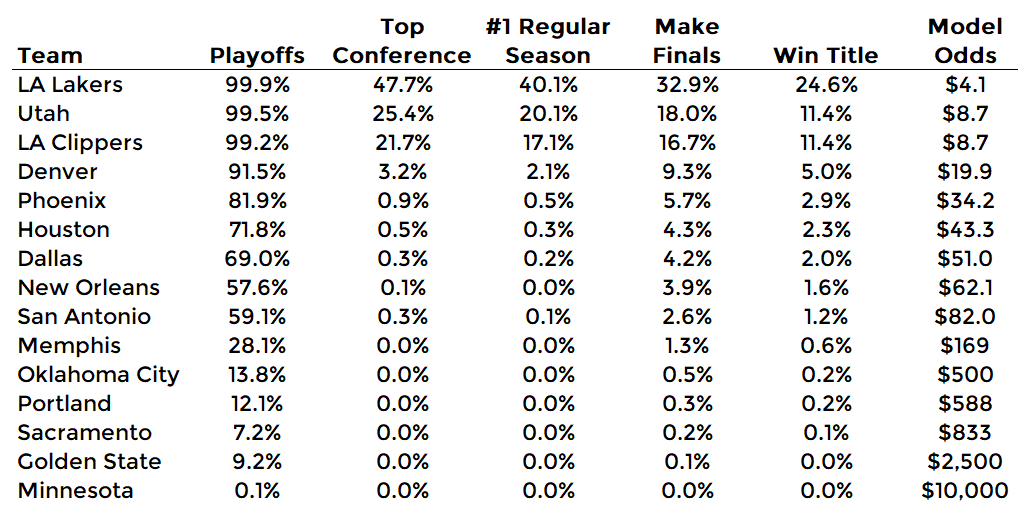 Top #1 Regular Make Model
Team Playoffs Conference Season Finals Win Title Odds
LA Lakers 99.9% 47.7% 40.1% 32.9% 24.6% $4.1
Utah 99.5% 25.4% 20.1% 18.0% 11.4% $8.7
LA Clippers 99.2% 21.7% 17.1% 16.7% 11.4% $8.7
Denver 91.5% 3.2% 2.1% 9.3% 5.0% $19.9
Phoenix 81.9% 0.9% 0.5% 5.7% 2.9% $34.2
Houston 71.8% 0.5% 0.3% 4.3% 2.3% $43.3
Dallas 69.0% 0.3% 0.2% 4.2% 2.0% $51.0
New Orleans 57.6% 0.1% 0.0% 3.9% 1.6% $62.1
San Antonio 59.1% 0.3% 0.1% 2.6% 1.2% $82.0
Memphis 28.1% 0.0% 0.0% 1.3% 0.6% $169
Oklahoma City 13.8% 0.0% 0.0% 0.5% 0.2% $500
Portland 12.1% 0.0% 0.0% 0.3% 0.2% $588
Sacramento 7.2% 0.0% 0.0% 0.2% 0.1% $833
Golden State 9.2% 0.0% 0.0% 0.1% 0.0% $2,500
Minnesota 0.1% 0.0% 0.0% 0.0% 0.0% $10,000